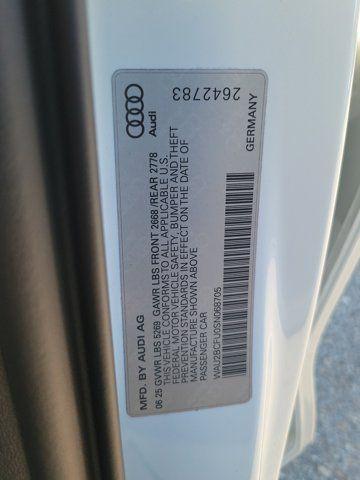 Audi
2642783
MFD. BY AUDI AG
GERMANY
06 25 GVWR LBS 5269 GAWR LBS FRONT 2668 /REAR 2778
THIS VEHICLE CONFORMS TO ALL APPLICABLE U.S.
FEDERAL MOTOR VEHICLE SAFETY, BUMPER AND THEFT
PREVENTION STANDARDS IN EFFECT ON THE DATE OF
MANUFACTURE SHOWN ABOVE.
PASSENGER CAR
WAU2BCFU0SN068705